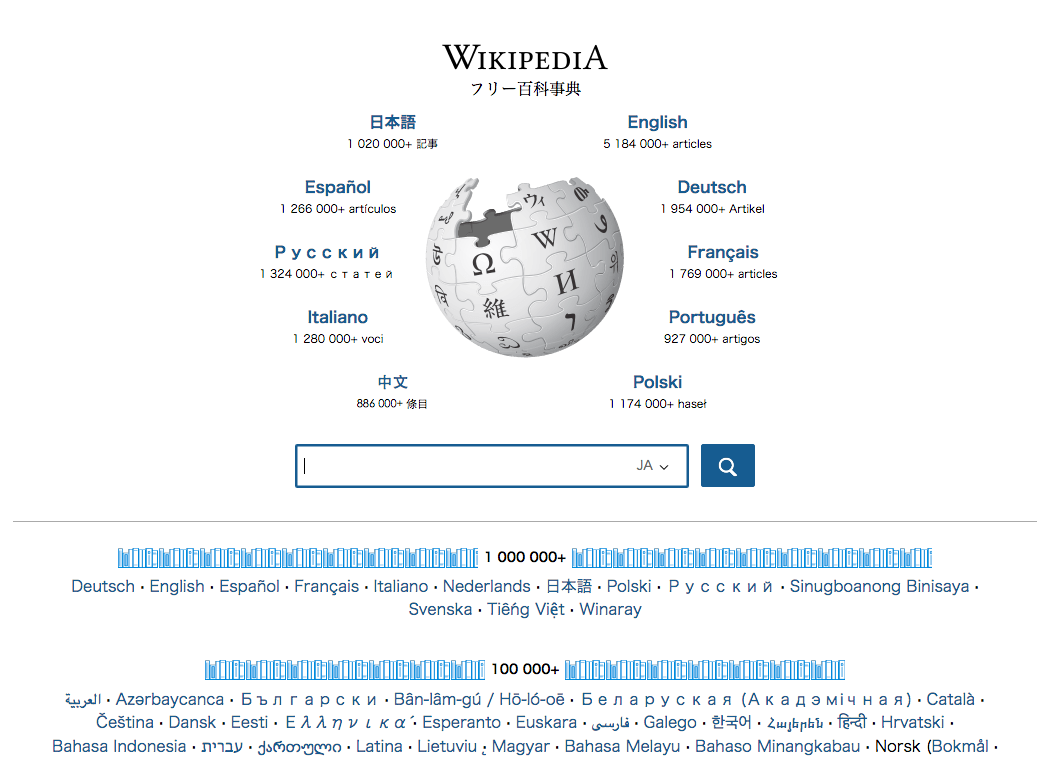 WIKIPEDIA
フリー百科事典
日本語
1 020 000+ 記事
English
5 184 000+ articles
Español
1 266 000+ artículos
Deutsch
1 954 000+ Artikel
Русский
1 324 000+ статей
Français
1 769 000+ articles
Italiano
1 280 000+ voci
Português
927 000+ artigos
中文
886 000+ 條目
Polski
1 174 000+ haseł
ウィ
W
Ω
И
維
JA
1 000 000+
Deutsch · English · Español · Français · Italiano · Nederlands · 日本語 · Polski · Русский · Sinugboanong Binisaya ·
Svenska · Tiếng Việt · Winaray
100 000+
العربية · Azərbaycanca · Български · Bân-lâm-gú / Hō-ló-oē · Беларуская (Акадэмічная) · Català ·
Čeština · Dansk · Eesti · Ελληνικά · Esperanto · Euskara · فارسی · Galego · 한국어 · Հայերեն · हिन्दी · Hrvatski ·
Bahasa Indonesia · עברית · ქართული · Latina · Lietuvių · Magyar · Bahasa Melayu · Bahaso Minangkabau · Norsk (Bokmål ·